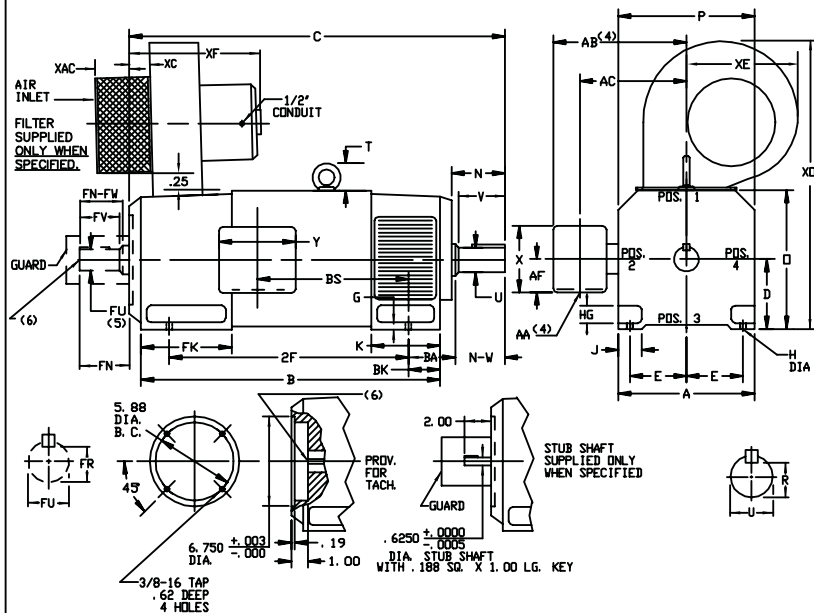 C
P
XF
AB(4)
XAC
XC
XE
AC
AIR
INLET
1/2"
CONDUIT
FILTER
SUPPLIED
ONLY WHEN
SPECIFIED.
T
XD
N
V
.25
FN-FW
FV
POS. 1
Y
X
GUARD
POS.
2
POS.
4
O
BS
AF
D
G
U
(6)
FU
(5)
HG
AA(4)
POS. 3
H
DIA
J
FK
K
FN
2F
BA
N-W
E
E
BK
B
A
(6)
5.88
DIA.
B. C.
2.00
FR
PROV.
FOR
TACH.
STUB SHAFT
SUPPLIED ONLY
WHEN SPECIFIED
R
FU
45°
GUARD
U
6.750 +.003
-.000
DIA.
.19
1.00
.6250 +.0000
-.0005
DIA. STUB SHAFT
WITH .188 SQ. X 1.00 LG. KEY
3/8-16 TAP
.62 DEEP
4 HOLES